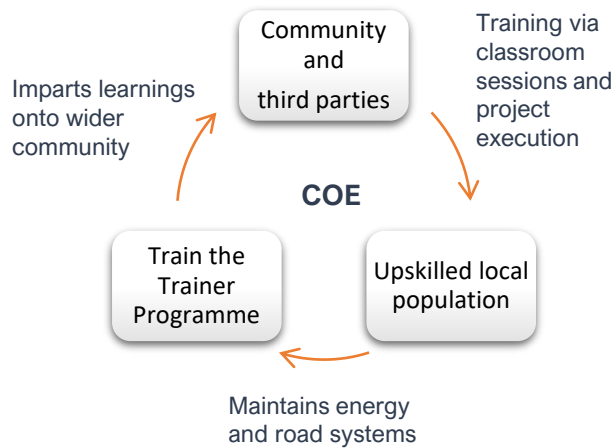 Community
and
third parties
Training via
classroom
sessions and
project
execution
Imparts learnings
onto wider
community
COE
Train the
Trainer
Programme
Upskilled local
population
Maintains energy
and road systems